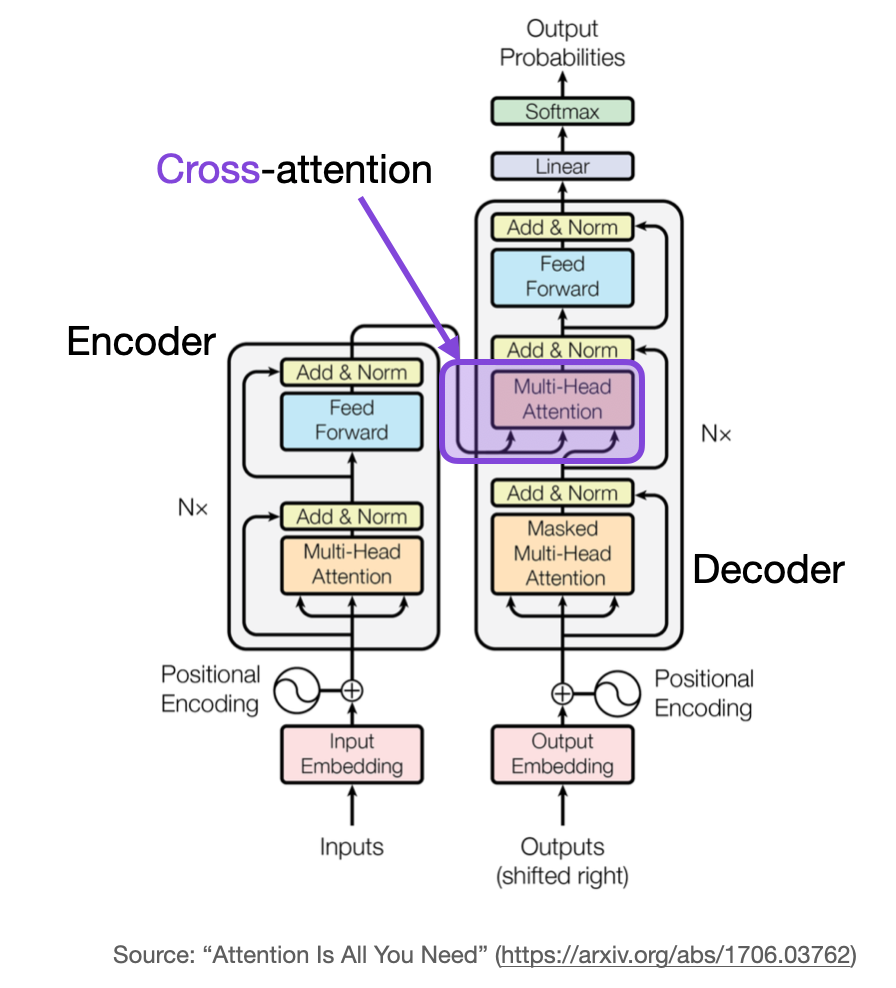 Output
Probabilities
Softmax
Linear
Cross-attention
Add & Norm
Feed
Forward
Add & Norm
Multi-Head
Attention
Nx
Add & Norm
Masked
Multi-Head
Attention
Decoder
Encoder
Add & Norm
Feed
Forward
Nx
Add & Norm
Multi-Head
Attention
Positional
Encoding
Positional
Encoding
Input
Embedding
Output
Embedding
Inputs
Outputs
(shifted right)
Source: “Attention Is All You Need” (https://arxiv.org/abs/1706.03762)